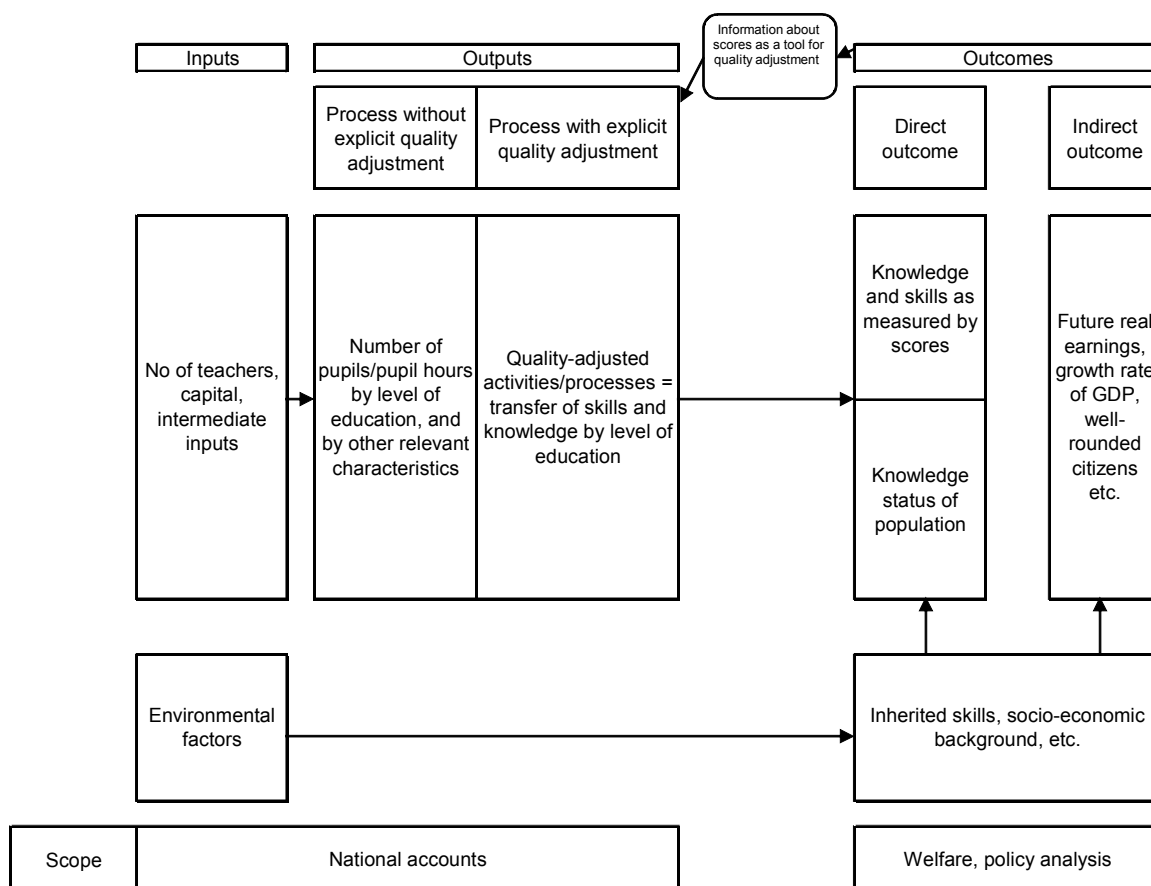 Information about
scores as a tool for
quality adjustment
Inputs
Outputs
Outcomes
Process without
explicit quality
adjustment
Process with explicit
quality adjustment
Direct
outcome
Indirect
outcome
No of teachers,
capital,
intermediate
inputs
Number of
pupils/pupil hours
by level of
education, and
by other relevant
characteristics
Quality-adjusted
activities/processes =
transfer of skills and
knowledge by level of
education
Knowledge
and skills as
measured by
scores
Knowledge
status of
population
Future real
earnings,
growth rate
of GDP,
well-
rounded
citizens
etc.
Environmental
factors
Inherited skills, socio-economic
background, etc.
Scope
National accounts
Welfare, policy analysis